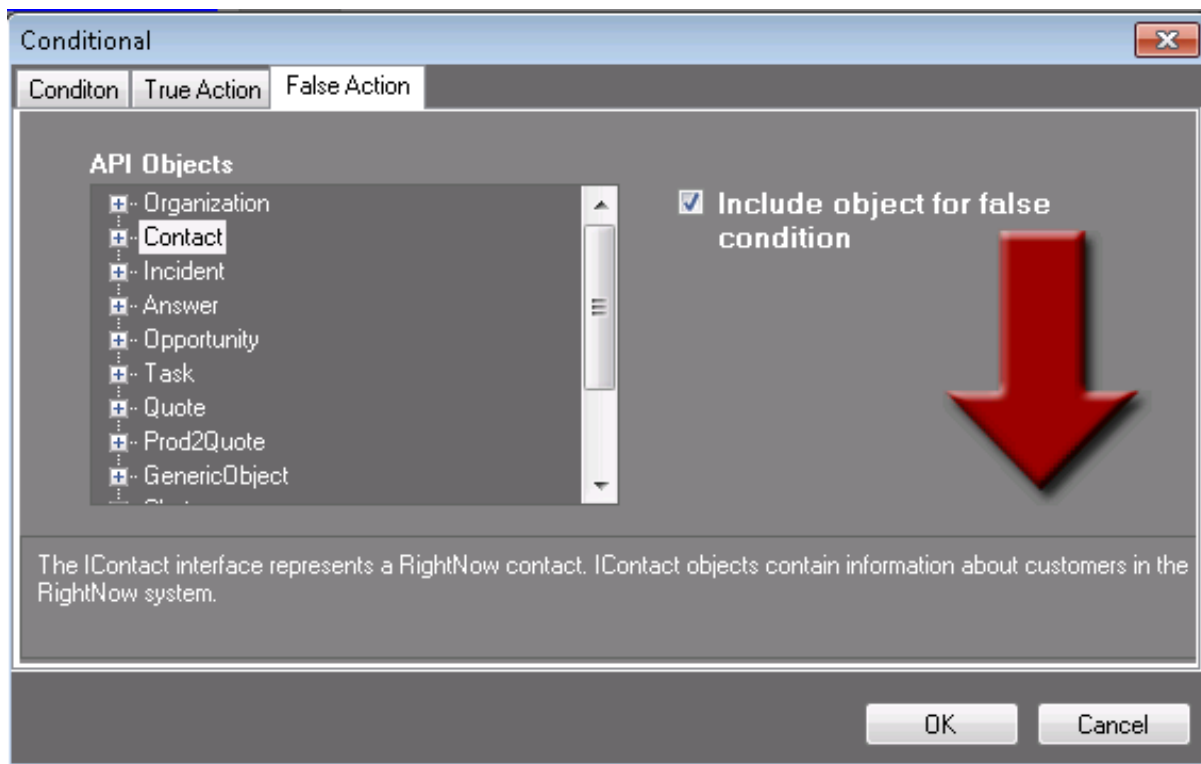 Conditional
Conditon True Action False Action
API Objects
Organization
Contact
Incident
Answer
Opportunity
Task
Quote
Prod2Quote
GenericObject
Include object for false
condition
The IContact interface represents a RightNow contact. IContact objects contain information about customers in the
RightNow system.
OK Cancel